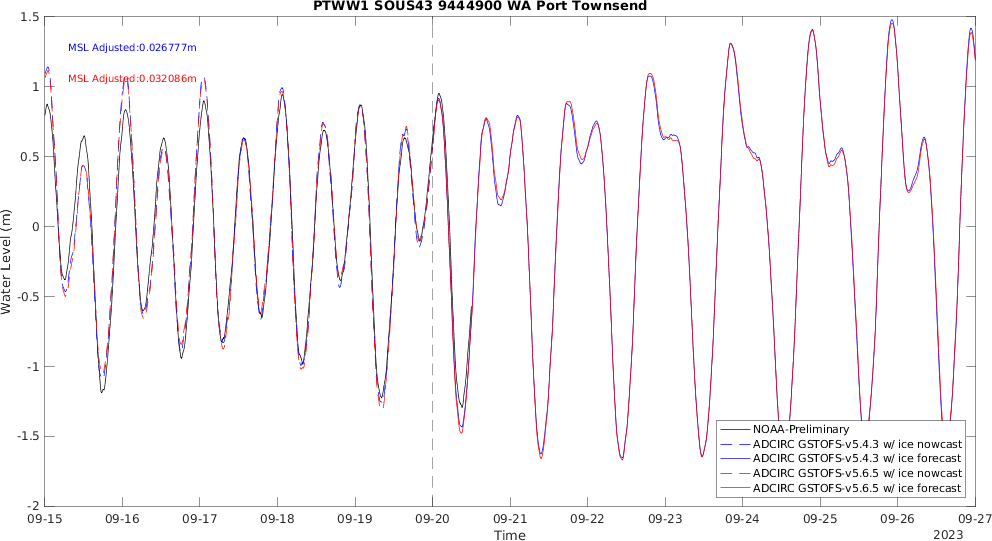 PTWW1 SOUS43 9444900 WA Port Townsend
MSL Adjusted:0.026777m
MSL Adjusted:0.032086m
Water Level (m)
1.5
1
0.5
0
-0.5
-1
-1.5
-2
NOAA-Preliminary
ADCIRC GSTOFS-v5.4.3 w/ ice nowcast
ADCIRC GSTOFS-v5.4.3 w/ ice forecast
ADCIRC GSTOFS-v5.6.5 w/ ice nowcast
ADCIRC GSTOFS-v5.6.5 w/ ice forecast
09-15 09-16 09-17 09-18 09-19 09-20 09-21 09-22 09-23 09-24 09-25 09-26 09-27
Time
2023